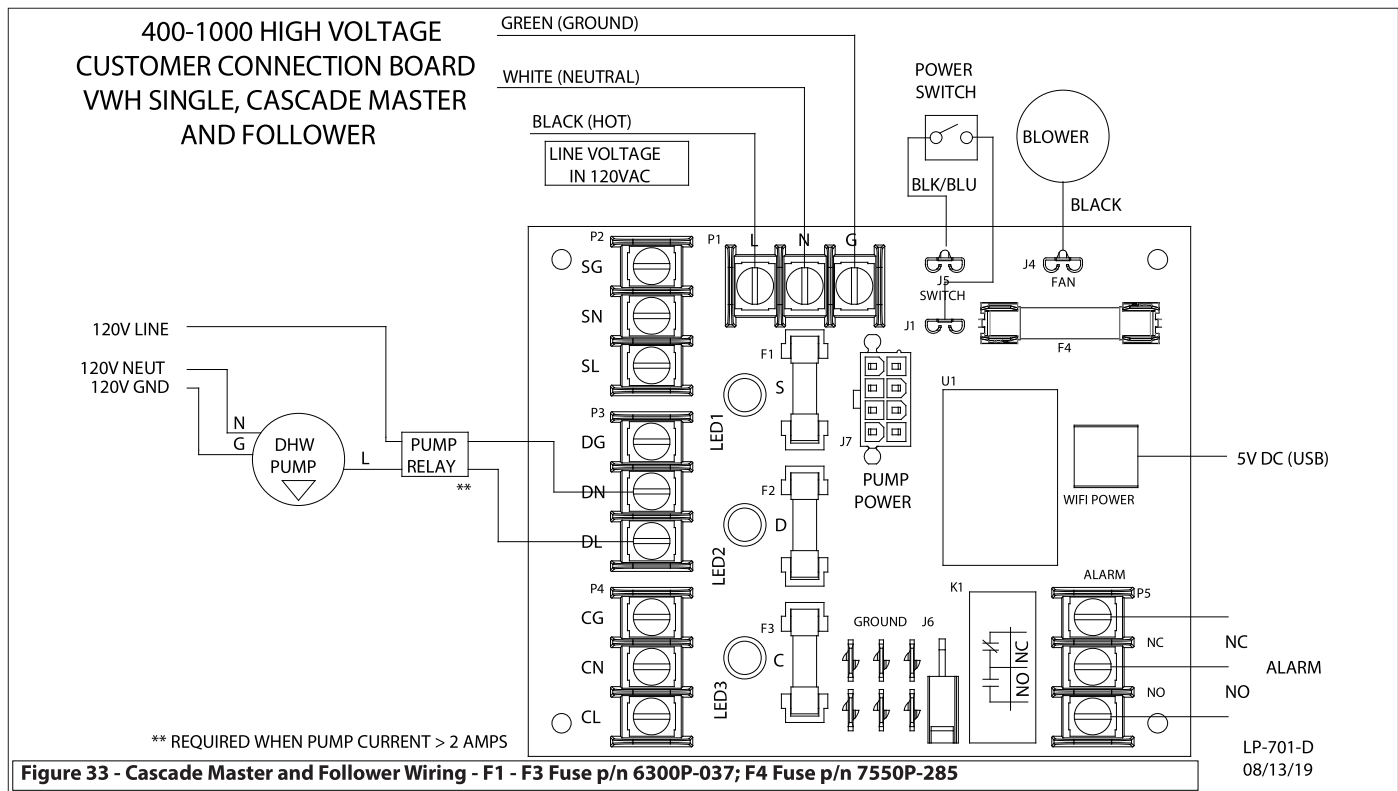 400-1000 HIGH VOLTAGE
CUSTOMER CONNECTION BOARD
VWH SINGLE, CASCADE MASTER
AND FOLLOWER
GREEN (GROUND)
WHITE (NEUTRAL)
BLACK (HOT)
LINE VOLTAGE
IN 120VAC
POWER
SWITCH
BLOWER
BLK/BLU
BLACK
P2
P1
L
N
G
SG
SN
SL
J5
SWITCH
J4
FAN
J1
F4
120V LINE
120V NEUT
120V GND
N
G
DHW
PUMP
L
PUMP
RELAY
**
P3
DG
DN
DL
F1
S
LED1
J7
PUMP
POWER
U1
WIFI POWER
5V DC (USB)
F2
D
LED2
P4
CG
CN
CL
F3
C
LED3
GROUND
J6
K1
NO NC
ALARM
P5
NC
NO
NC
ALARM
NO
** REQUIRED WHEN PUMP CURRENT > 2 AMPS
LP-701-D
08/13/19
Figure 33 - Cascade Master and Follower Wiring - F1 - F3 Fuse p/n 6300P-037; F4 Fuse p/n 7550P-285